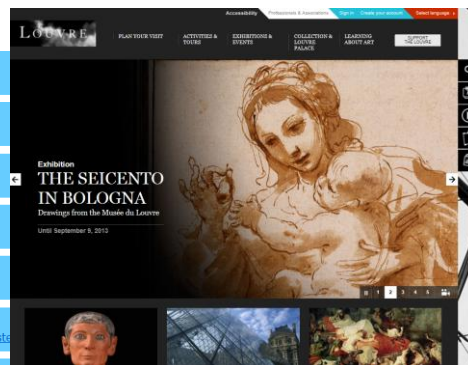 Accessibility Professionals & Associations Sign in Create your account Select language
LOUVRE
PLAN YOUR VISIT
ACTIVITIES &
TOURS
EXHIBITIONS &
EVENTS
COLLECTION &
LOUVRE
PALACE
LEARNING
ABOUT ART
SUPPORT
THE LOUVRE
Exhibition
THE SEICENTO
IN BOLOGNA
Drawings from the Musée du Louvre
Until September 9, 2013
1 2 3 4 5
ste